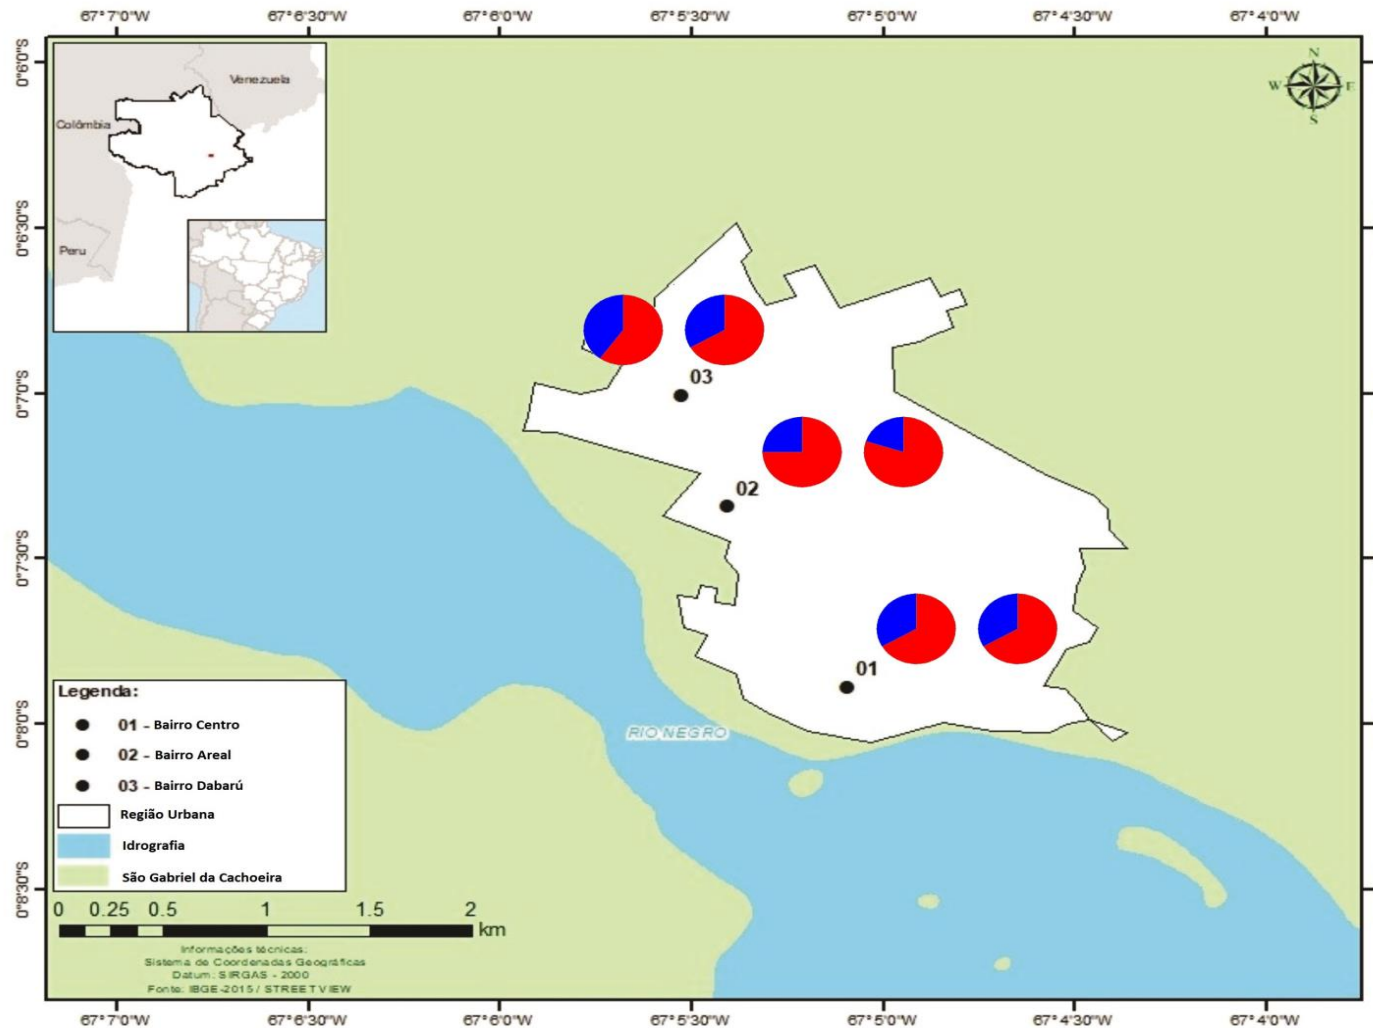 67°7'0"W 67°6'30"W 67°6'0"W 67°5'30"W 67°5'0"W 67°4'30"W 67°4'0"W
0°6'0"S
0°6'30"S
0°7'0"S
0°7'30"S
0°8'0"S
0°8'30"S
Venezuela
Colômbia
Peru
N
W E
S
03
02
01
RIO NEGRO
Legenda:
01 - Bairro Centro
02 - Bairro Areal
03 - Bairro Dabarú
Região Urbana
Idrografia
São Gabriel da Cachoeira
0 0.25 0.5 1 1.5 2
km
Informações técnicas:
Sistema de Coordenadas Geográficas
Datum: SIRGAS - 2000
Fonte: IBGE-2015 / STREETVIEW
67°7'0"W 67°6'30"W 67°6'0"W 67°5'30"W 67°5'0"W 67°4'30"W 67°4'0"W